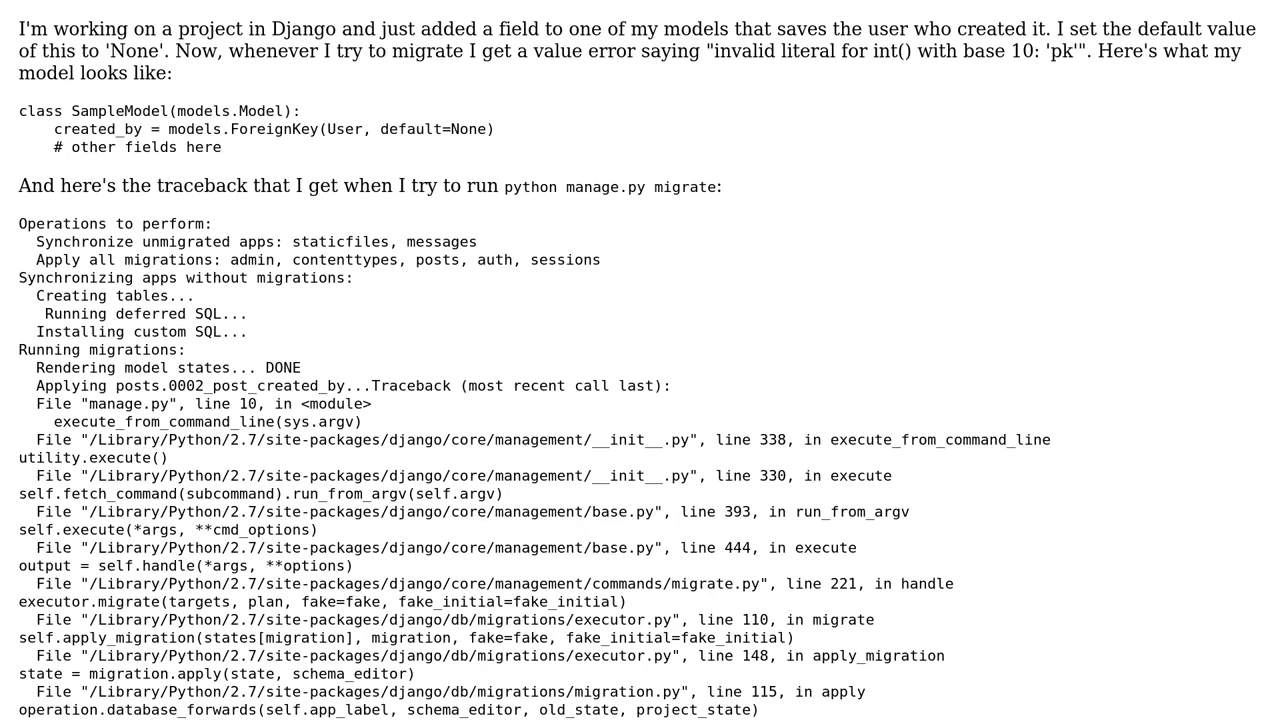 I'm working on a project in Django and just added a field to one of my models that saves the user who created it. I set the default value
of this to 'None'. Now, whenever I try to migrate I get a value error saying "invalid literal for int() with base 10: 'pk'". Here's what my
model looks like:
class SampleModel(models.Model):
    created_by = models.ForeignKey(User, default=None)
    # other fields here
And here's the traceback that I get when I try to run python manage.py migrate:
Operations to perform:
  Synchronize unmigrated apps: staticfiles, messages
  Apply all migrations: admin, contenttypes, posts, auth, sessions
Synchronizing apps without migrations:
  Creating tables...
   Running deferred SQL...
  Installing custom SQL...
Running migrations:
  Rendering model states... DONE
  Applying posts.0002_post_created_by...Traceback (most recent call last):
  File "manage.py", line 10, in <module>
    execute_from_command_line(sys.argv)
  File "/Library/Python/2.7/site-packages/django/core/management/__init__.py", line 338, in execute_from_command_line
utility.execute()
  File "/Library/Python/2.7/site-packages/django/core/management/__init__.py", line 330, in execute
self.fetch_command(subcommand).run_from_argv(self.argv)
  File "/Library/Python/2.7/site-packages/django/core/management/base.py", line 393, in run_from_argv
self.execute(*args, **cmd_options)
  File "/Library/Python/2.7/site-packages/django/core/management/base.py", line 444, in execute
output = self.handle(*args, **options)
  File "/Library/Python/2.7/site-packages/django/core/management/commands/migrate.py", line 221, in handle
executor.migrate(targets, plan, fake=fake, fake_initial=fake_initial)
  File "/Library/Python/2.7/site-packages/django/db/migrations/executor.py", line 110, in migrate
self.apply_migration(states[migration], migration, fake=fake, fake_initial=fake_initial)
  File "/Library/Python/2.7/site-packages/django/db/migrations/executor.py", line 148, in apply_migration
state = migration.apply(state, schema_editor)
  File "/Library/Python/2.7/site-packages/django/db/migrations/migration.py", line 115, in apply
operation.database_forwards(self.app_label, schema_editor, old_state, project_state)